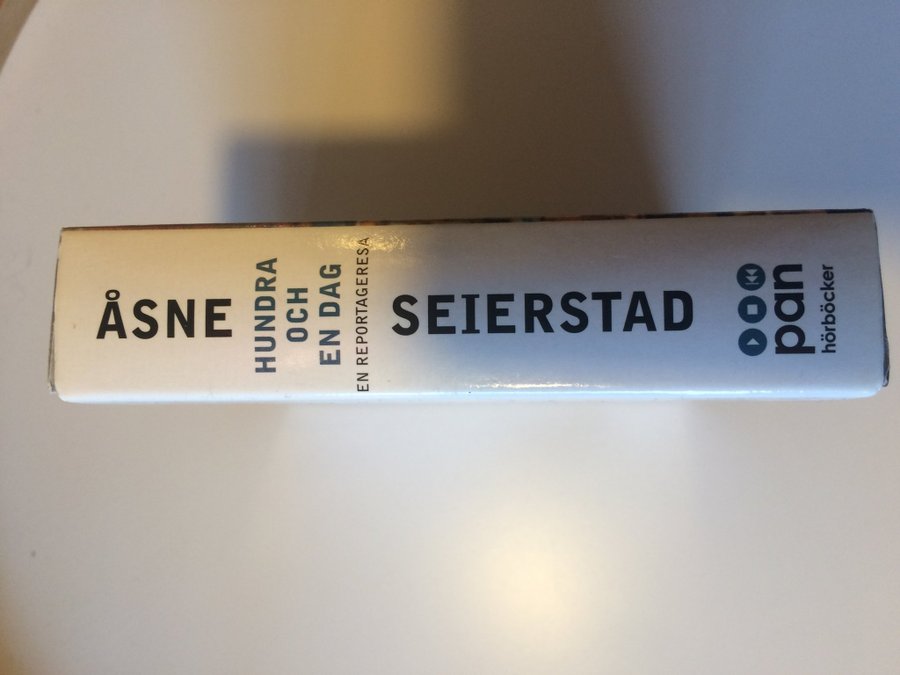 ÅSNE
HUNDRA
OCH
EN DAG
EN REPORTAGERESA
SEIERSTAD
pan
hörböcker